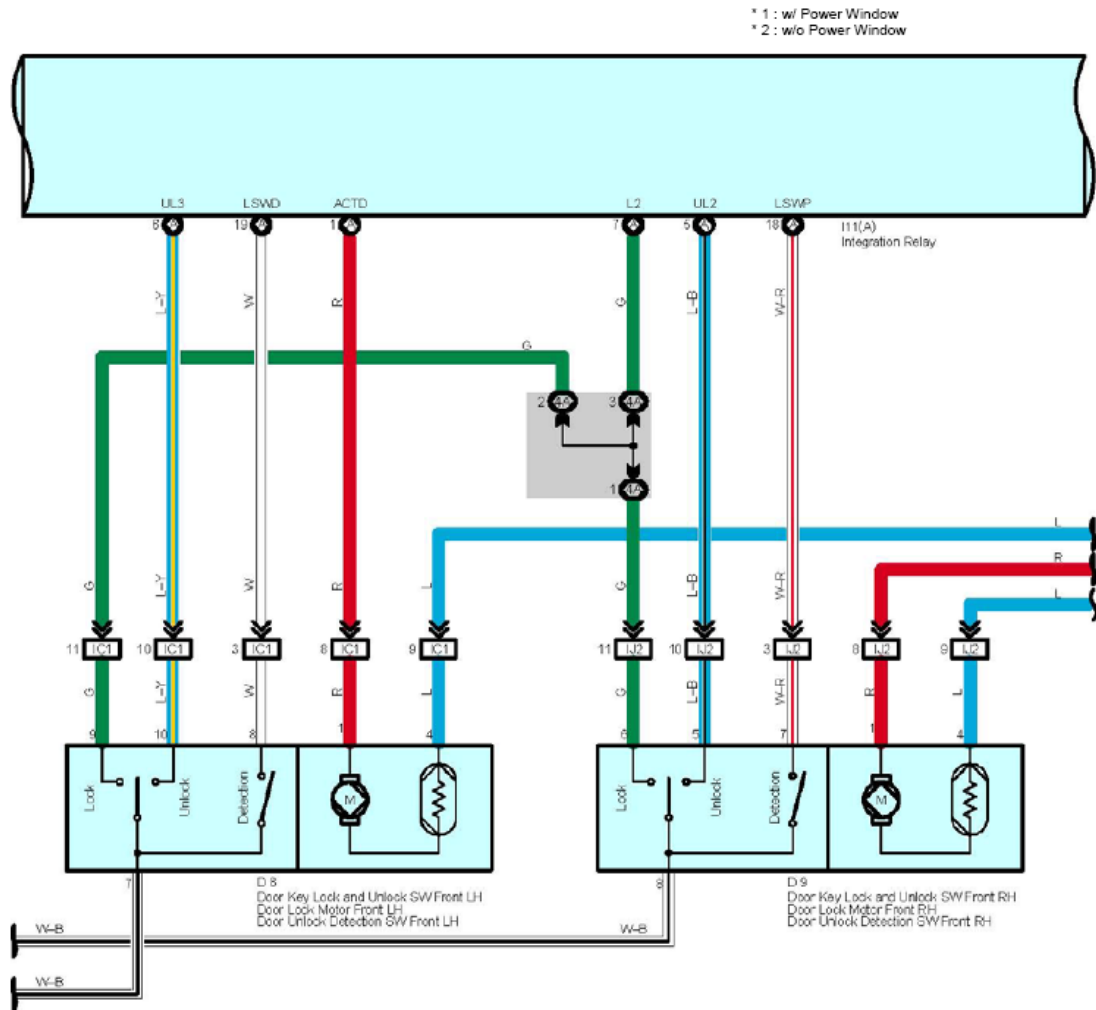 * 1 : w/ Power Window
* 2 : w/o Power Window
UL3 LSWD ACTD L2 UL2 LSWP
6 A 19 A 1 A 7 A 5 A 18 A
I11(A)
Integration Relay
L-Y W R G L-B W-R
G
2 4A 3 4A
1 4A
L
R
L
G L-Y W R L G L-B W-R
11 IC1 10 IC1 3 IC1 8 IC1 9 IC1 11 IJ2 10 IJ2 3 IJ2 8 IJ2 9 IJ2
G L-Y W R L G L-B W-R R L
9 10 8 1 4 6 5 7 1 4
Lock Unlock Detection M Lock Unlock Detection M
7 D 8 8 D 9
Door Key Lock and Unlock SW Front LH
Door Lock Motor Front LH
Door Unlock Detection SW Front LH
Door Key Lock and Unlock SW Front RH
Door Lock Motor Front RH
Door Unlock Detection SW Front RH
W-B W-B
W-B